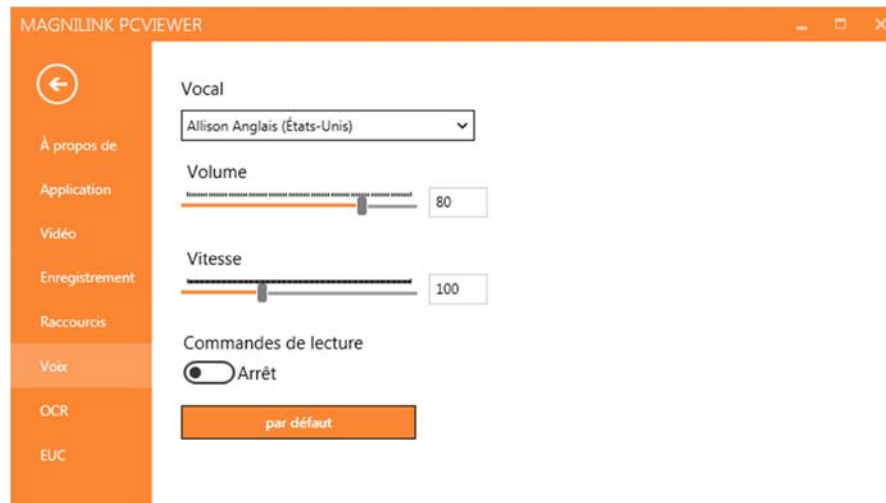 MAGNILINK PCVIEWER
À propos de
Application
Vidéo
Enregistrement
Raccourcis
Voix
OCR
EUC
Vocal
Allison Anglais (États-Unis)
Volume
80
Vitesse
100
Commandes de lecture
Arrêt
par défaut